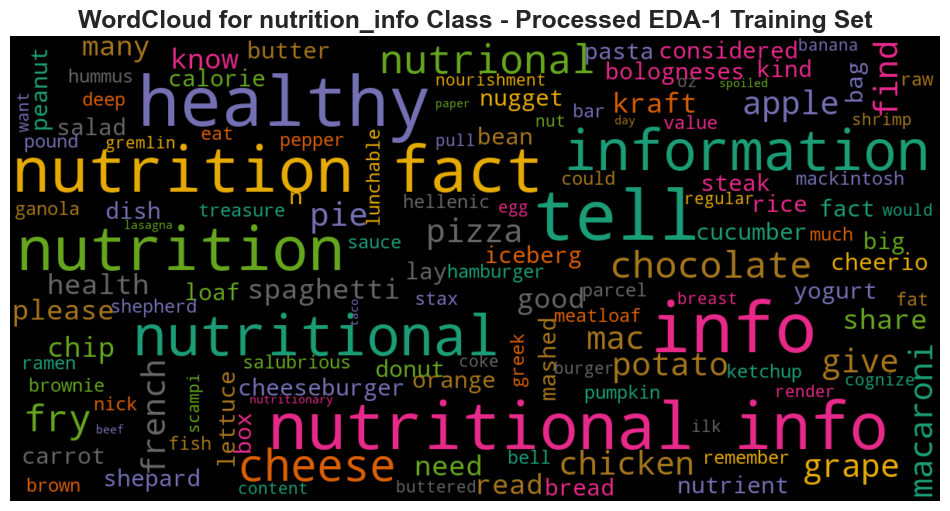 WordCloud for nutrition_info Class - Processed EDA-1 Training Set
many know butter nutrional pasta considered banana
hummus calorie nourishment bologneses kind find
want peanut deep healthy paper nugget oz spoiled bag raw
salad nut bar kraft apple
pound gremlin eat pepper pull bean day value shrimp
nutrition fact information
lunchable could steak mackintosh
ganola dish treasure n pie hellenic egg tell regular rice fact would
lasagna sauce pizza cucumber much big
nutrition iceberg chocolate cheerio
health loaf spaghetti lay hamburger good parcel breast yogurt fat
please shepherd taco stax meatloaf info share
chip nutritional mashed mac
ramen salubrious donut coke greek burger potato ketchup give macaroni
brownie french scampi lettuce cheeseburger orange pumpkin render cognize
nick nutritionary
fry beef box nutritional info
fish ilk
carrot cheese need bell chicken remember grape
brown shepard content buttered read bread nutrient